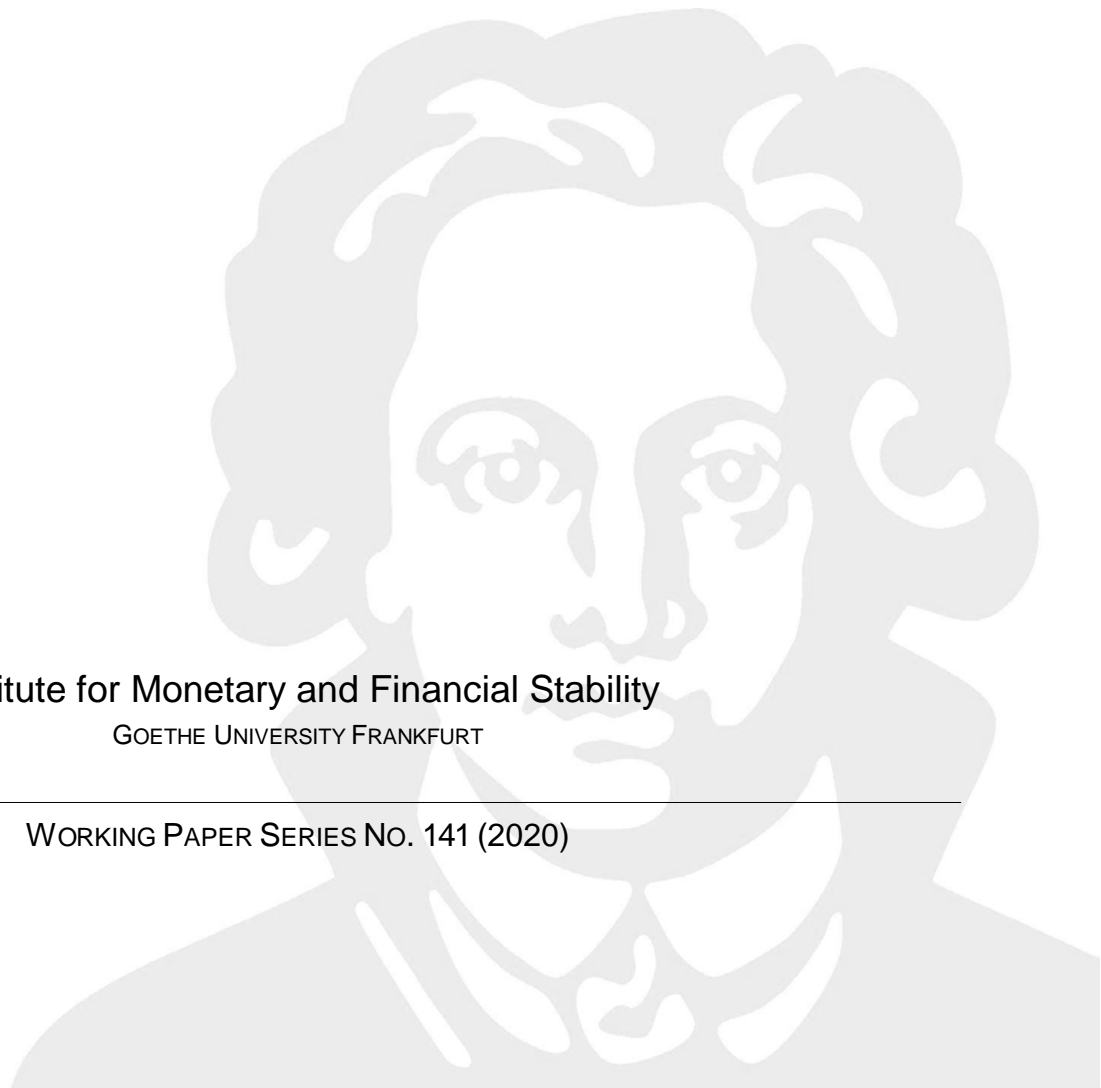 itute for Monetary and Financial Stability
GOETHE UNIVERSITY FRANKFURT
WORKING PAPER SERIES NO. 141 (2020)